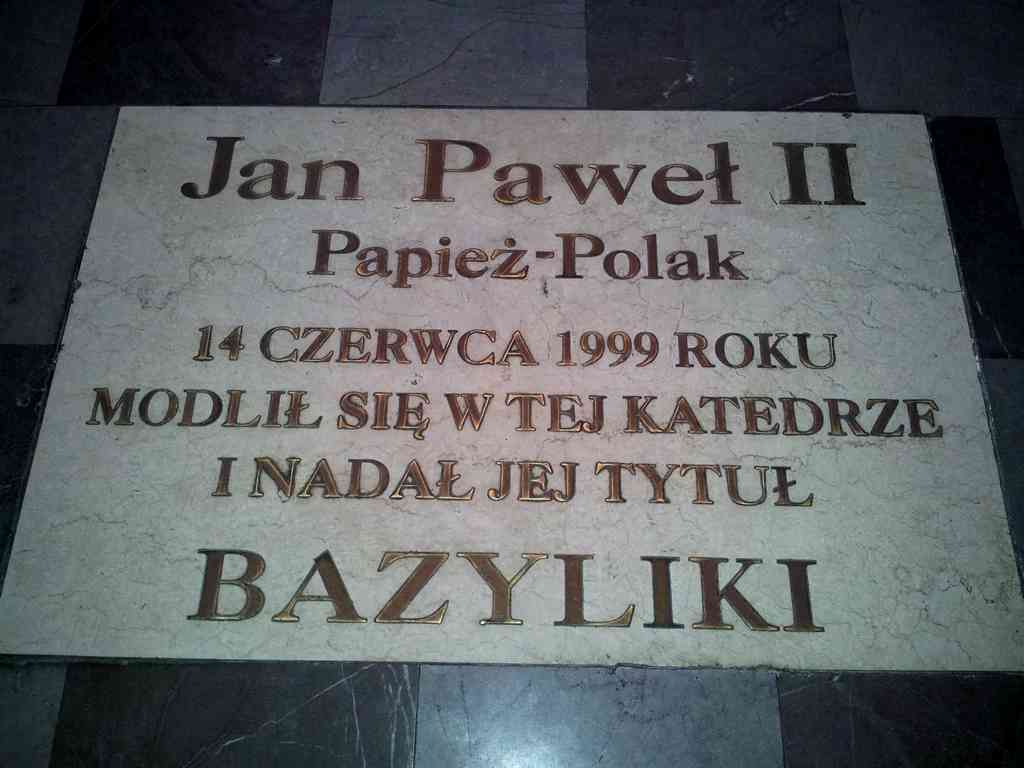 Jan Paweł II
Papież-Polak
14 CZERWCA 1999 ROKU
MODLIŁ SIĘ W TEJ KATEDRZE
I NADAŁ JEJ TYTUŁ
BAZYLIKI